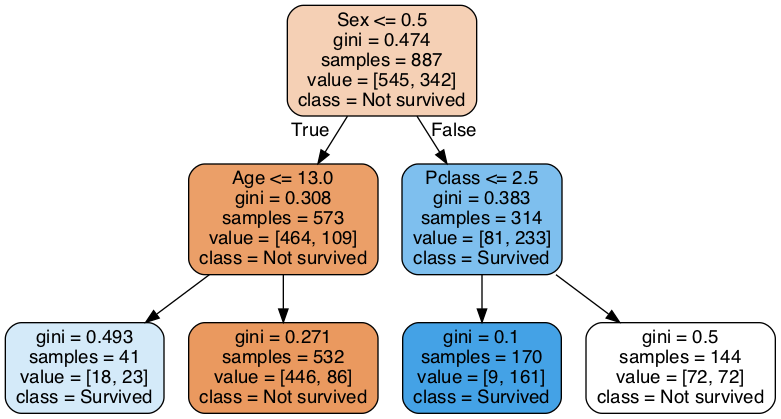 Sex <= 0.5
gini = 0.474
samples = 887
value = [545, 342]
class = Not survived
True
False
Age <= 13.0
gini = 0.308
samples = 573
value = [464, 109]
class = Not survived
Pclass <= 2.5
gini = 0.383
samples = 314
value = [81, 233]
class = Survived
gini = 0.493
samples = 41
value = [18, 23]
class = Survived
gini = 0.271
samples = 532
value = [446, 86]
class = Not survived
gini = 0.1
samples = 170
value = [9, 161]
class = Survived
gini = 0.5
samples = 144
value = [72, 72]
class = Not survived